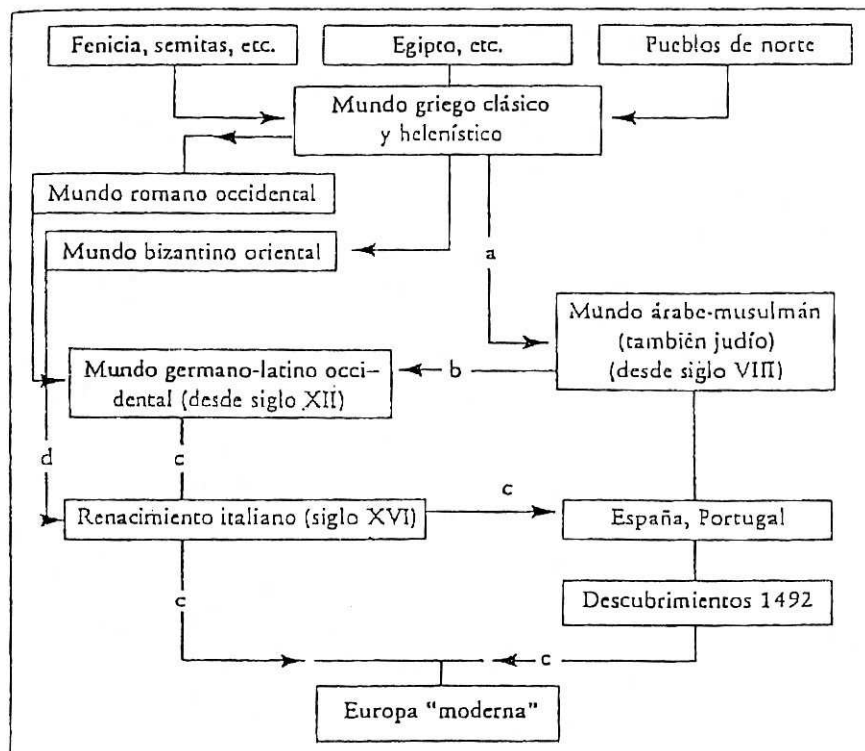 Fenicia, semitas, etc.
Egipto, etc.
Pueblos de norte
Mundo griego clásico
y helenístico
Mundo romano occidental
Mundo bizantino oriental
a
Mundo árabe-musulmán
(también judío)
(desde siglo VIII)
Mundo germano-latino occi-
dental (desde siglo XII)
b
d
c
Renacimiento italiano (siglo XVI)
c
España, Portugal
c
Descubrimientos 1492
c
Europa “moderna”